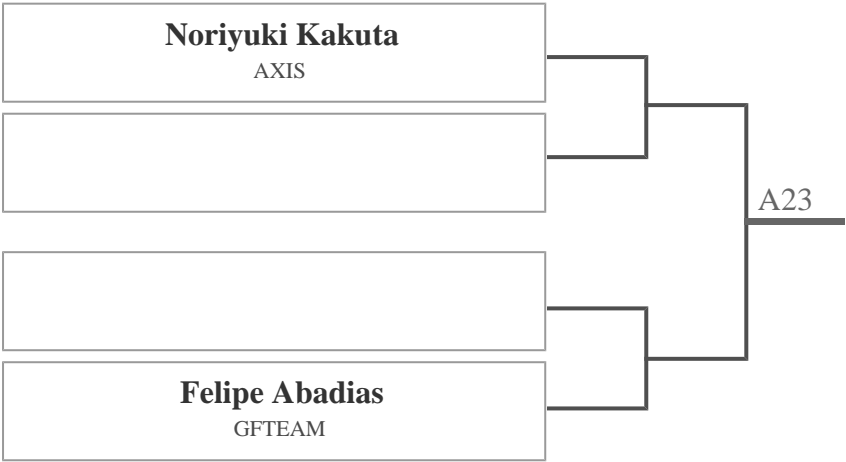 Noriyuki Kakuta
AXIS
A23
Felipe Abadias
GFTEAM